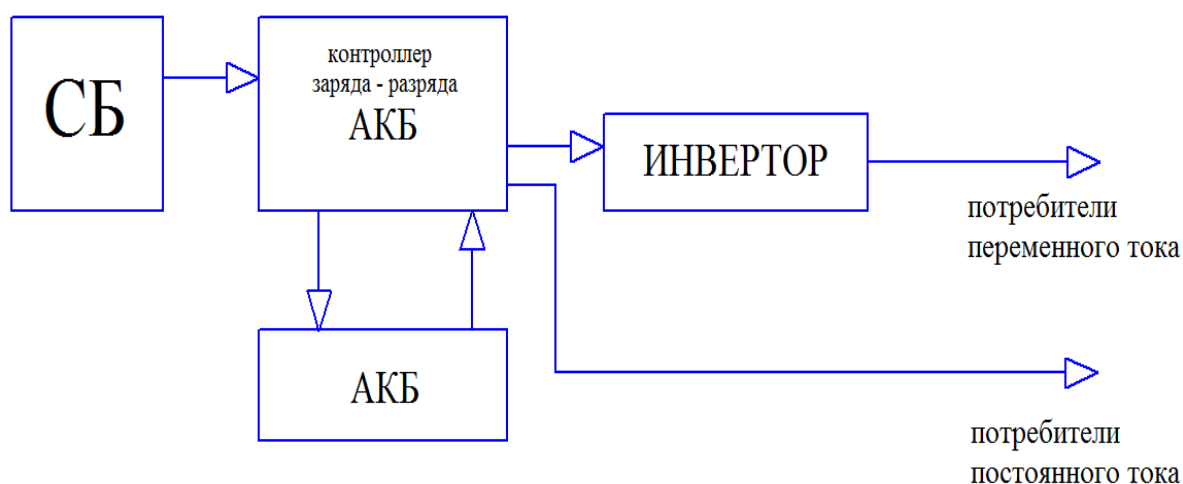 СБ
контроллер
заряда - разряда
АКБ
ИНВЕРТОР
потребители
переменного тока
АКБ
потребители
постоянного тока